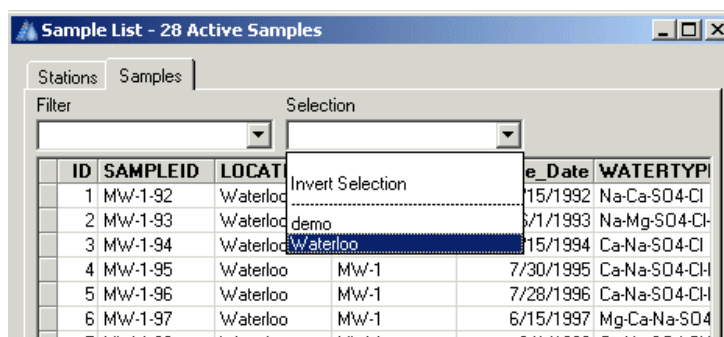 Sample List - 28 Active Samples
Stations Samples
Filter Selection
ID SAMPLEID LOCATI e_Date WATERTYP
Invert Selection
1 MW-1-92 Waterloo /15/1992 Na-Ca-SO4-Cl
2 MW-1-93 Waterloo demo /1/1993 Na-Mg-SO4-Cl-
3 MW-1-94 Waterloo Waterloo /15/1994 Ca-Na-SO4-Cl
4 MW-1-95 Waterloo MW-1 7/30/1995 Ca-Na-SO4-Cl-
5 MW-1-96 Waterloo MW-1 7/28/1996 Ca-Na-SO4-Cl-
6 MW-1-97 Waterloo MW-1 6/15/1997 Mg-Ca-Na-SO4